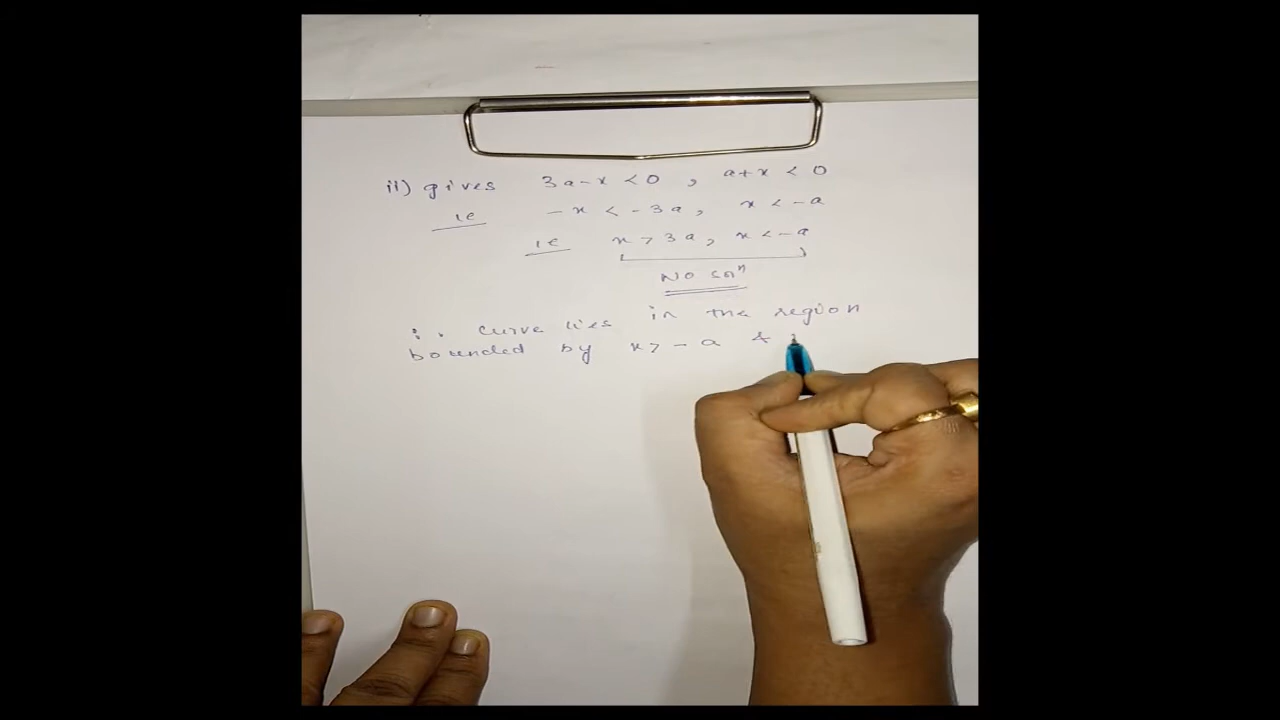 ii) gives 3a-x<0, a+x<0
ie -x<-3a, x<-a
ie x>3a, x<-a
No solⁿ
∴ curve lies in the region
bounded by x>-a &